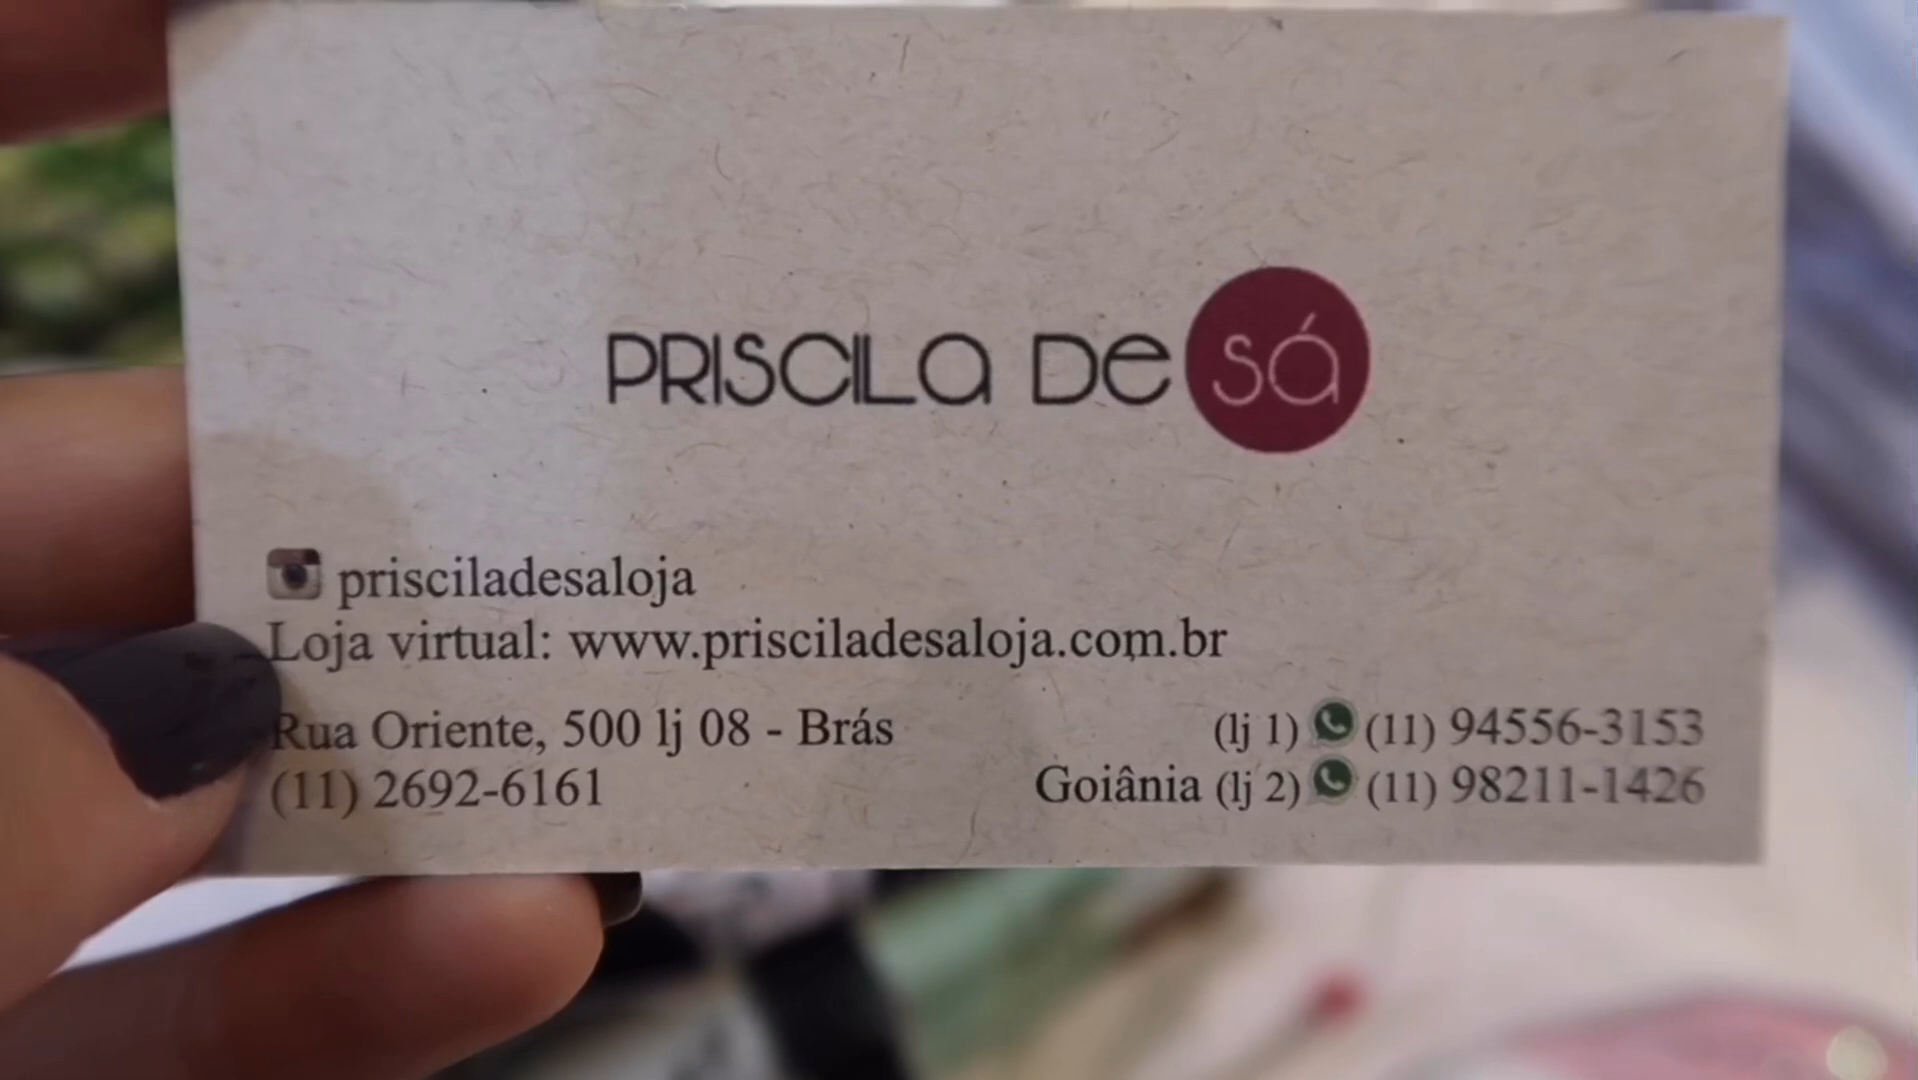 PRISCILA DE SÁ
prisciladesaloja
Loja virtual: www.prisciladesaloja.com.br
Rua Oriente, 500 lj 08 - Brás
(11) 2692-6161
(lj 1) (11) 94556-3153
Goiânia (lj 2) (11) 98211-1426